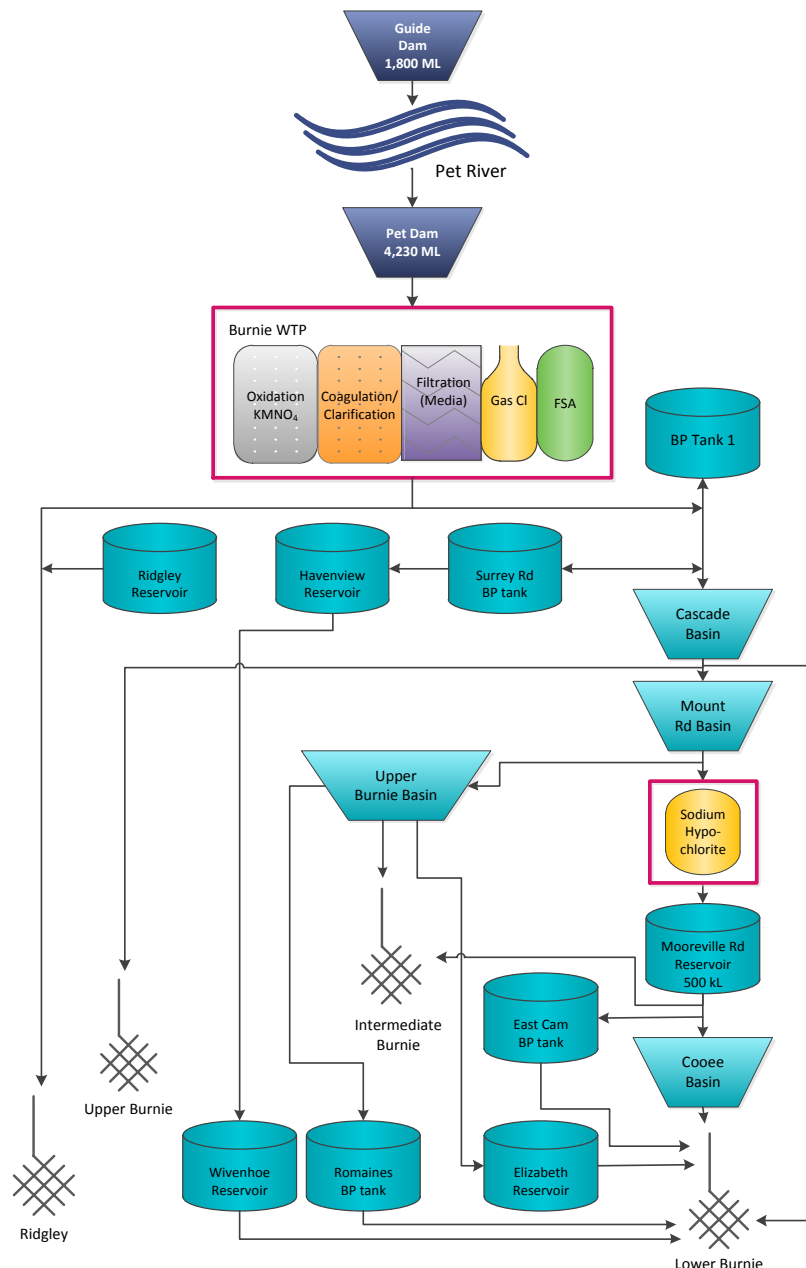 Guide
Dam
1,800 ML
Pet River
Pet Dam
4,230 ML
Burnie WTP
Oxidation
KMNO₄
Coagulation/
Clarification
Filtration
(Media)
Gas Cl
FSA
BP Tank 1
Ridgley
Reservoir
Havenview
Reservoir
Surrey Rd
BP tank
Cascade
Basin
Mount
Rd Basin
Upper
Burnie Basin
Sodium
Hypo-
chlorite
Mooreville Rd
Reservoir
500 kL
Intermediate
Burnie
East Cam
BP tank
Cooee
Basin
Upper Burnie
Wivenhoe
Reservoir
Romaines
BP tank
Elizabeth
Reservoir
Ridgley
Lower Burnie